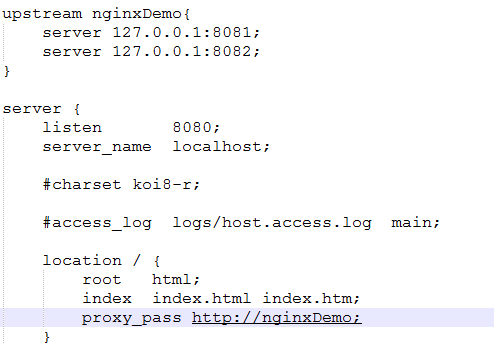 upstream nginxDemo{
    server 127.0.0.1:8081;
    server 127.0.0.1:8082;
}
server {
    listen       8080;
    server_name  localhost;
    #charset koi8-r;
    #access_log  logs/host.access.log  main;
    location / {
        root   html;
        index  index.html index.htm;
        proxy_pass http://nginxDemo;
    }